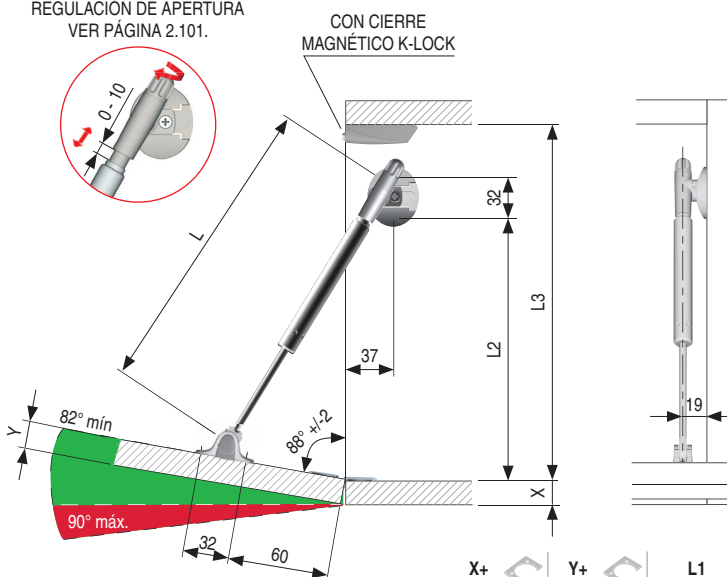 REGULACIÓN DE APERTURA
VER PÁGINA 2.101.
CON CIERRE
MAGNÉTICO K-LOCK
0 - 10
L
32
L3
L2
37
19
Y
82° mín
88° +/-2
X
90° máx.
32
60
X+
Y+
L1